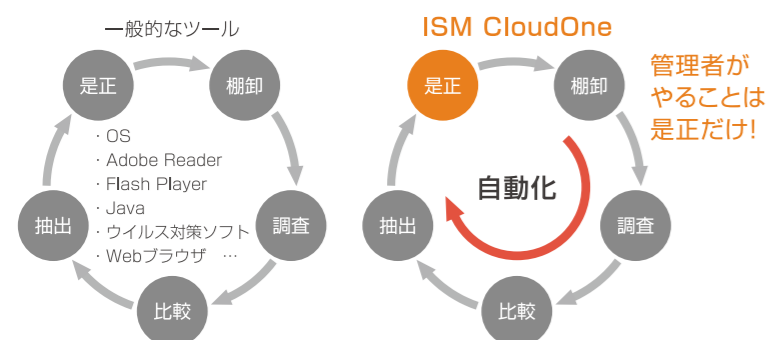 一般的なツール
是正
棚卸
・OS
・Adobe Reader
・Flash Player
・Java
・ウイルス対策ソフト
・Webブラウザ …
抽出
調査
比較
ISM CloudOne
是正
棚卸
管理者が
やることは
是正だけ!
自動化
抽出
調査
比較